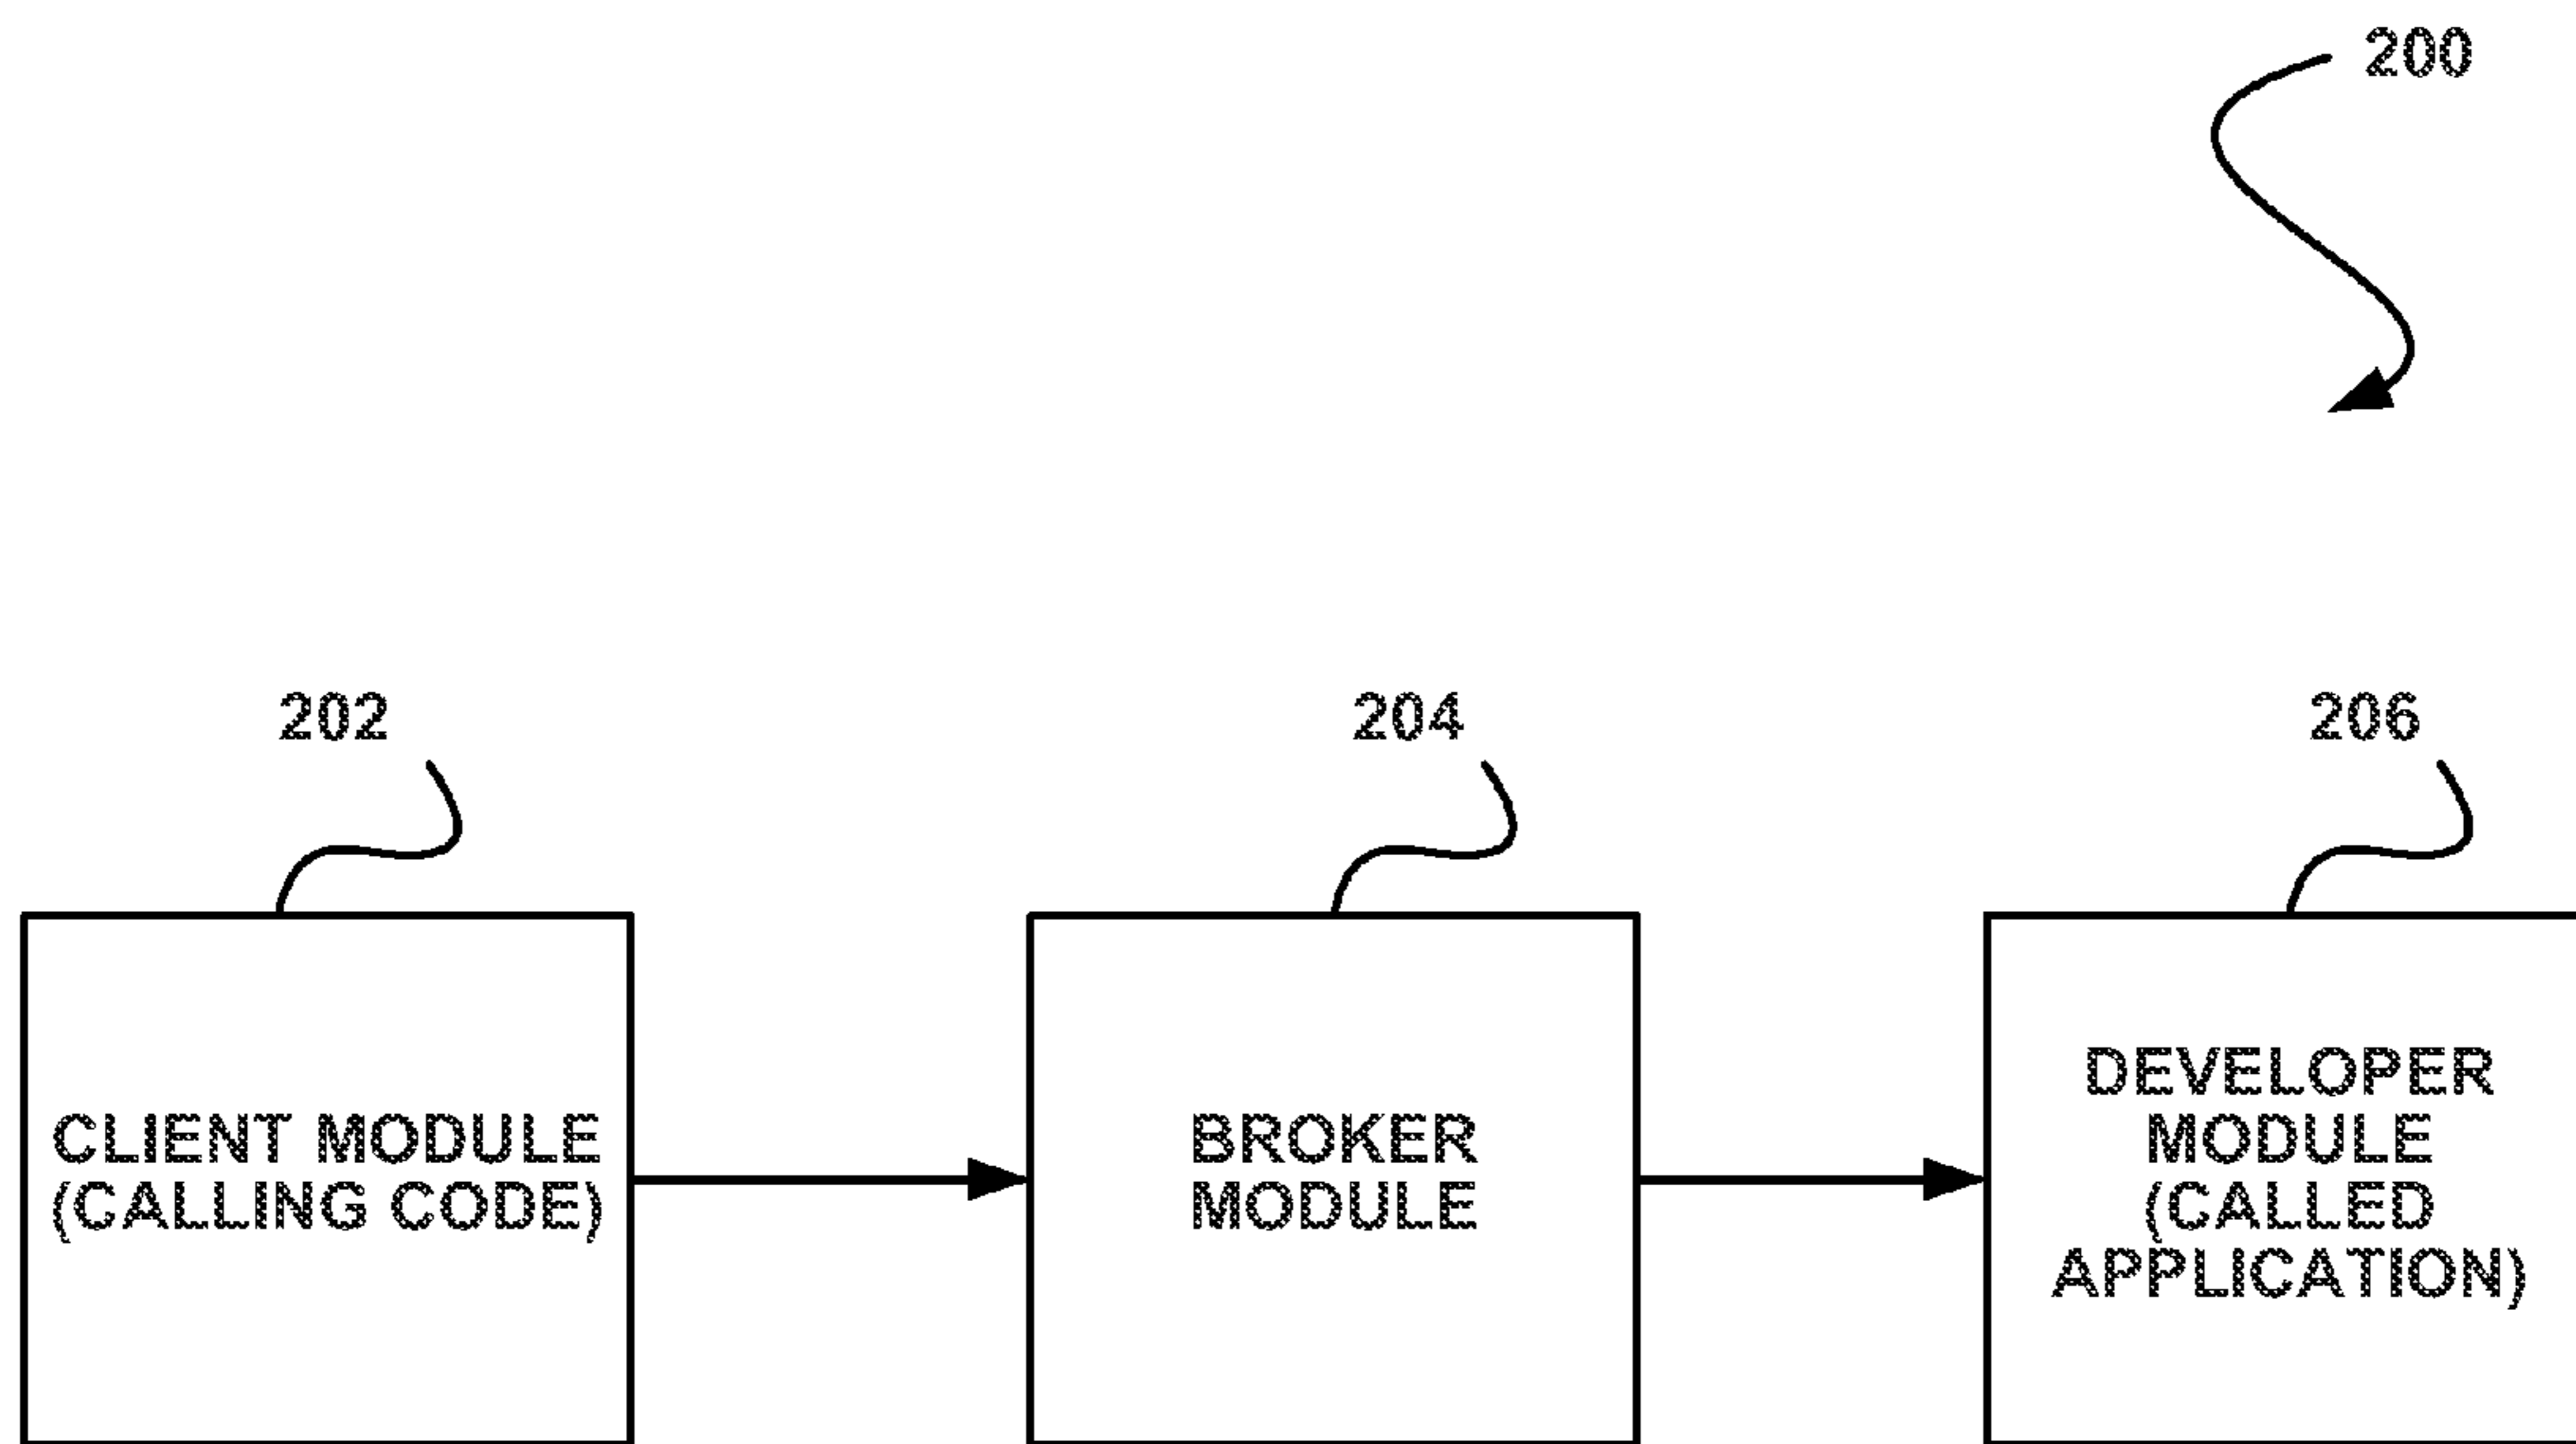 200
202
204
206
CLIENT MODULE
(CALLING CODE)
BROKER
MODULE
DEVELOPER
MODULE
(CALLED
APPLICATION)